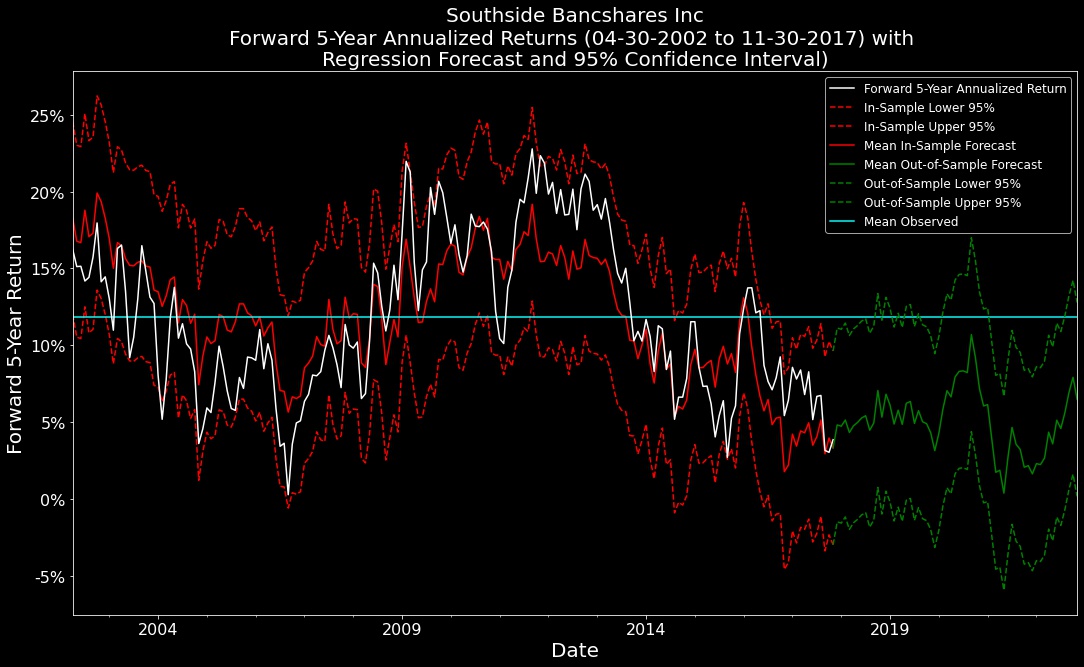 Southside Bancshares Inc
Forward 5-Year Annualized Returns (04-30-2002 to 11-30-2017) with
Regression Forecast and 95% Confidence Interval)
Forward 5-Year Annualized Return
In-Sample Lower 95%
In-Sample Upper 95%
Mean In-Sample Forecast
Mean Out-of-Sample Forecast
Out-of-Sample Lower 95%
Out-of-Sample Upper 95%
Mean Observed
Forward 5-Year Return
25%
20%
15%
10%
5%
0%
-5%
2004
2009
2014
2019
Date